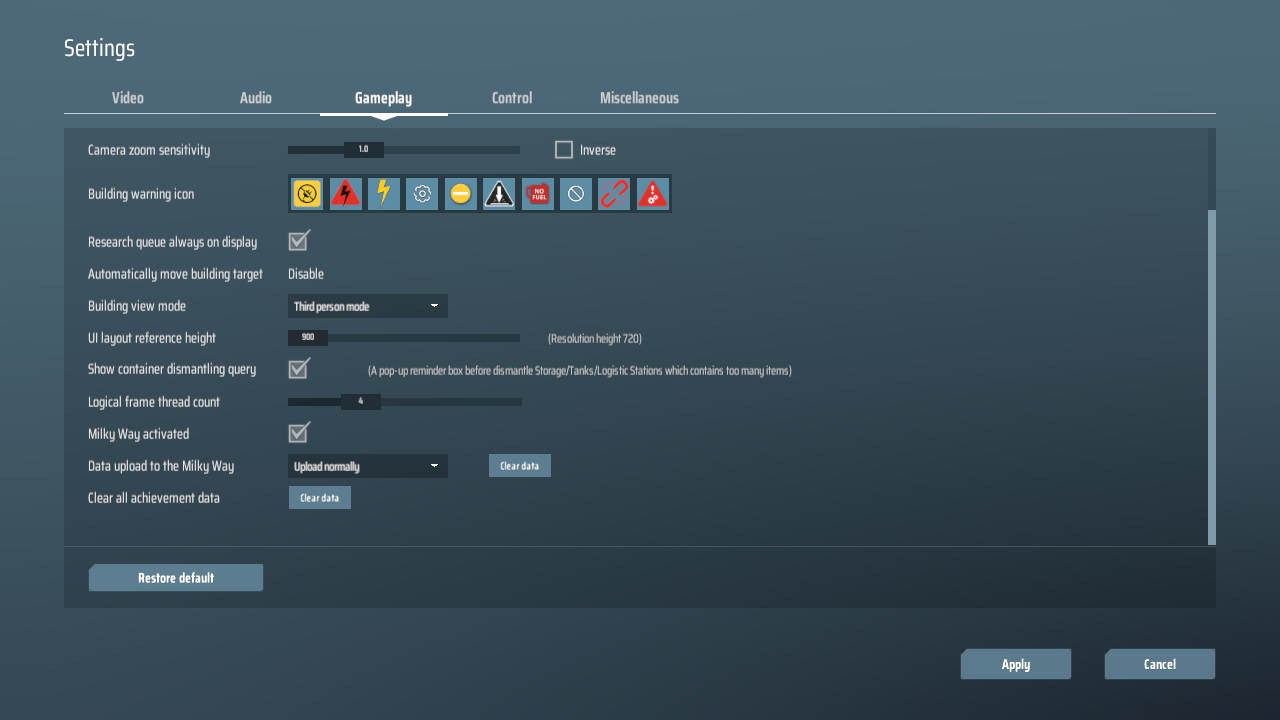 Settings
Video Audio Gameplay Control Miscellaneous
Camera zoom sensitivity 1.0 Inverse
Building warning icon NO FUEL
Research queue always on display
Automatically move building target Disable
Building view mode Third person mode
UI layout reference height 900 (Resolution height 720)
Show container dismantling query (A pop-up reminder box before dismantle Storage/Tanks/Logistic Stations which contains too many items)
Logical frame thread count 4
Milky Way activated
Data upload to the Milky Way Upload normally Clear data
Clear all achievement data Clear data
Restore default
Apply Cancel